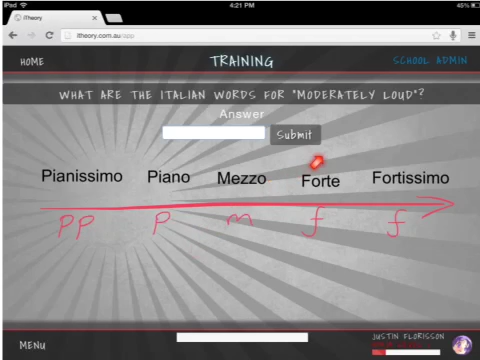 iPad 4:21 PM 45%
iTheory
itheory.com.au/app
HOME TRAINING SCHOOL ADMIN
WHAT ARE THE ITALIAN WORDS FOR "MODERATELY LOUD"?
Answer
Submit
Pianissimo Piano Mezzo Forte Fortissimo
pp p m f f
JUSTIN FLORISSON
MENU